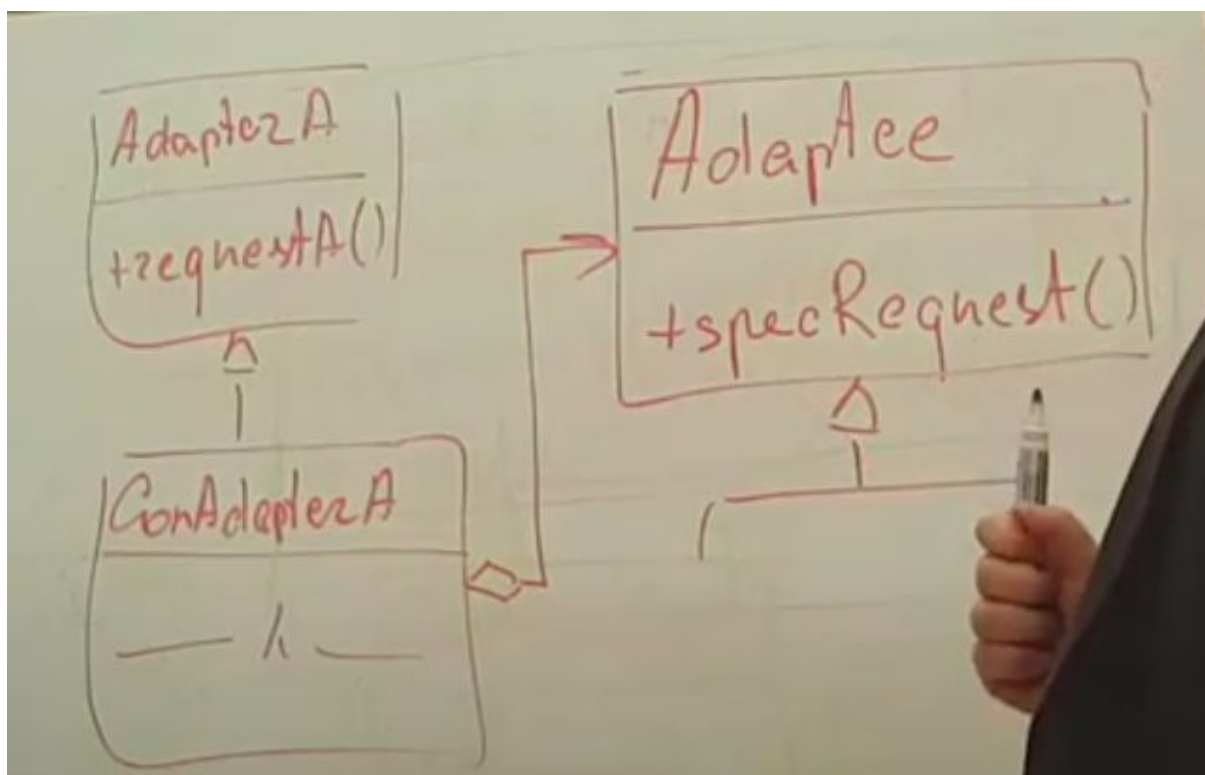 AdapterA
+requestA()
Adaptee
+specRequest()
ConAdapterA